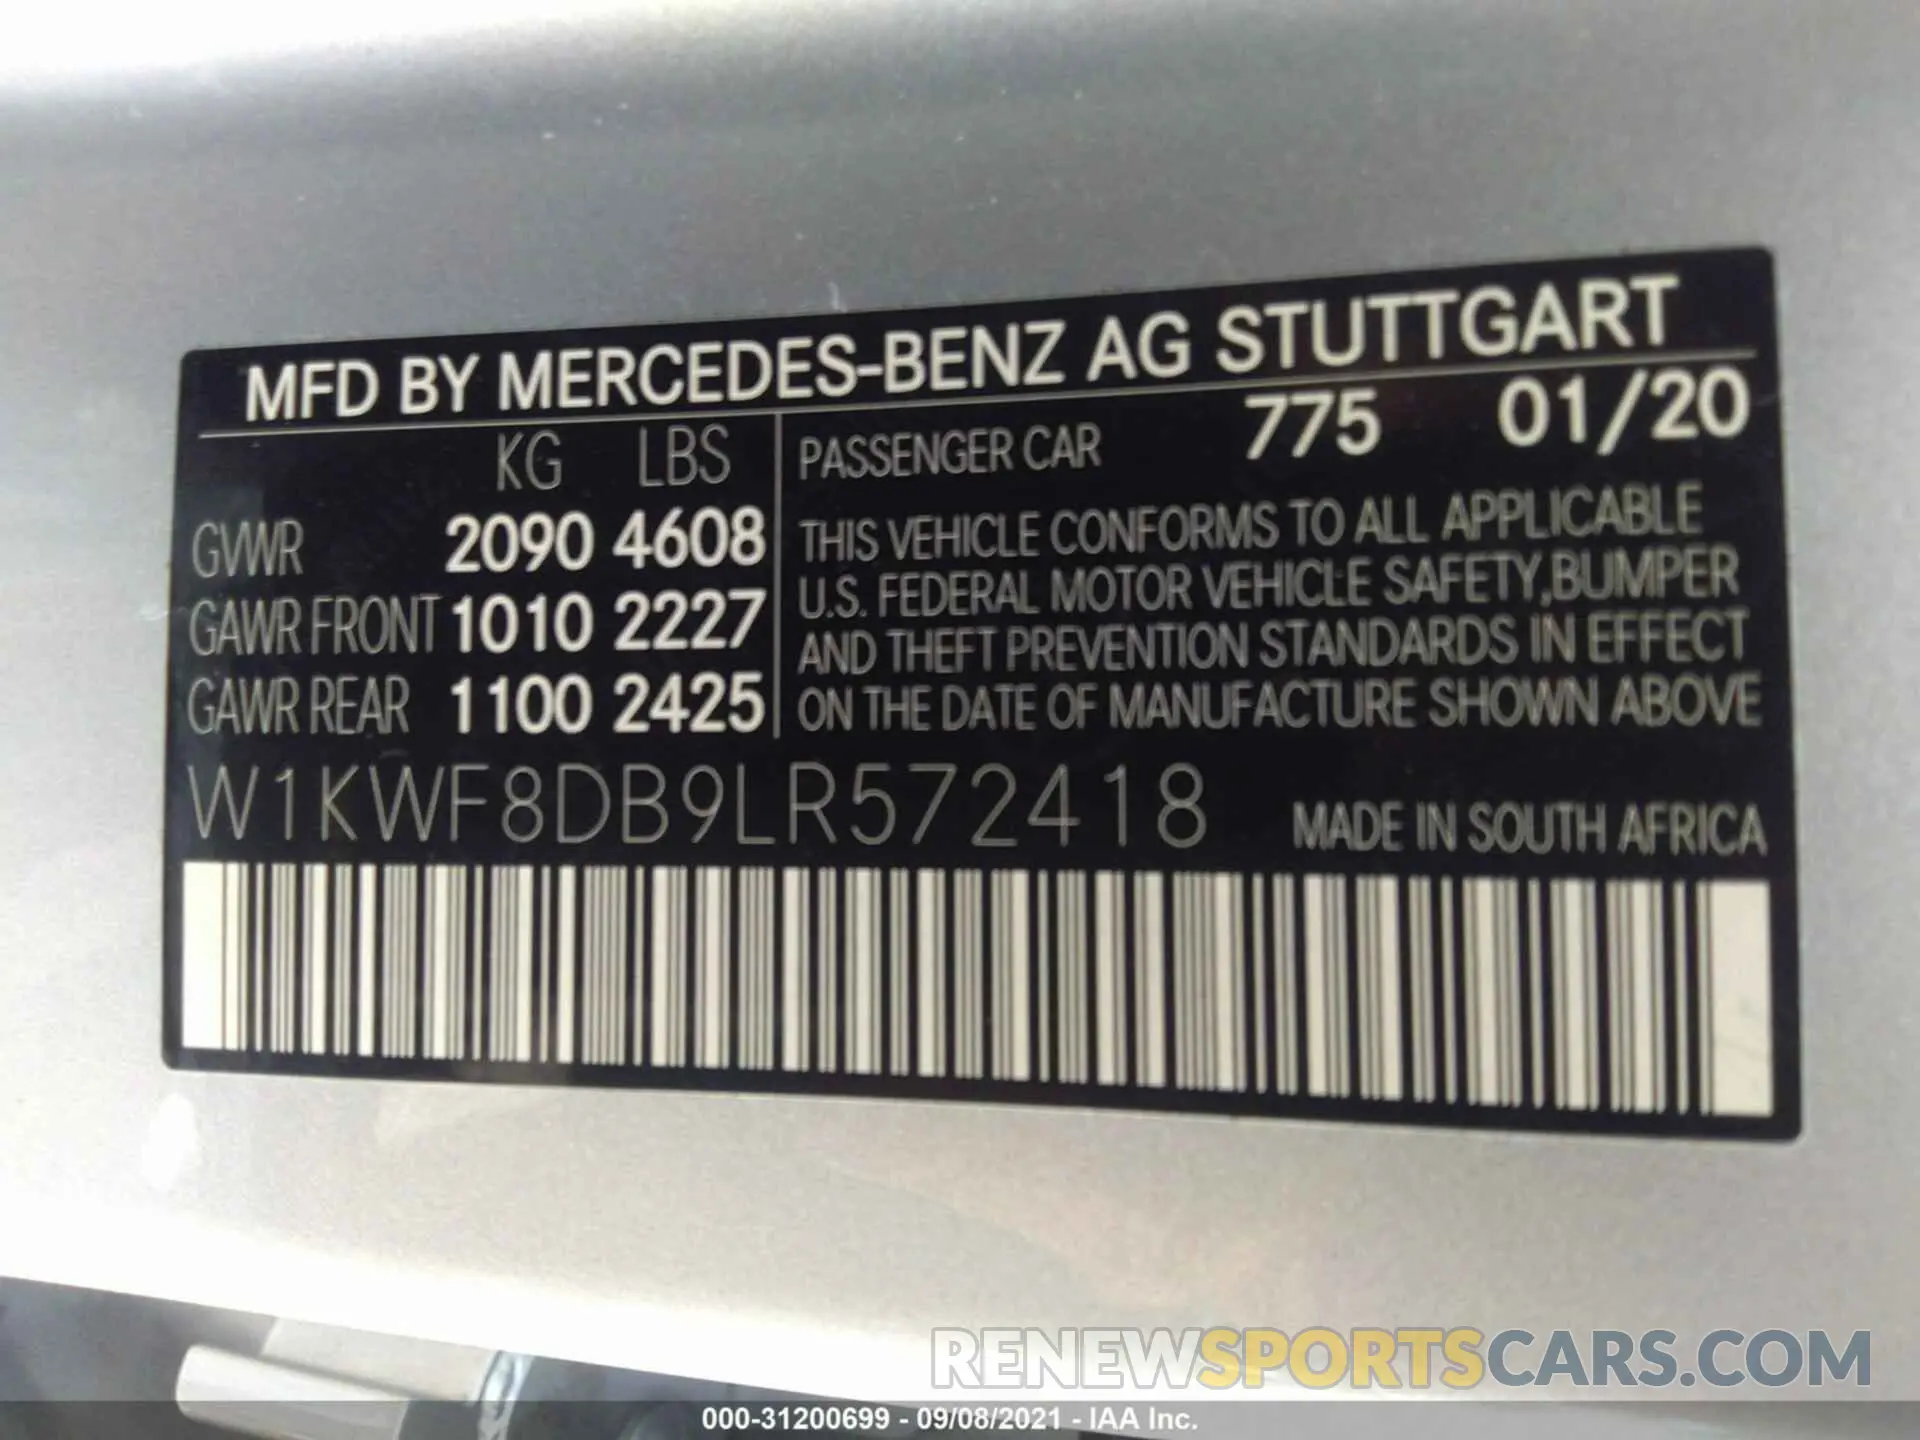 MFD BY MERCEDES-BENZ AG STUTTGART
KG LBS
GVWR 2090 4608
GAWR FRONT 1010 2227
GAWR REAR 1100 2425
PASSENGER CAR 775 01/20
THIS VEHICLE CONFORMS TO ALL APPLICABLE
U.S. FEDERAL MOTOR VEHICLE SAFETY,BUMPER
AND THEFT PREVENTION STANDARDS IN EFFECT
ON THE DATE OF MANUFACTURE SHOWN ABOVE
W1KWF8DB9LR572418
MADE IN SOUTH AFRICA
RENEWSPORTSCARS.COM
000-31200699 - 09/08/2021 - IAA Inc.